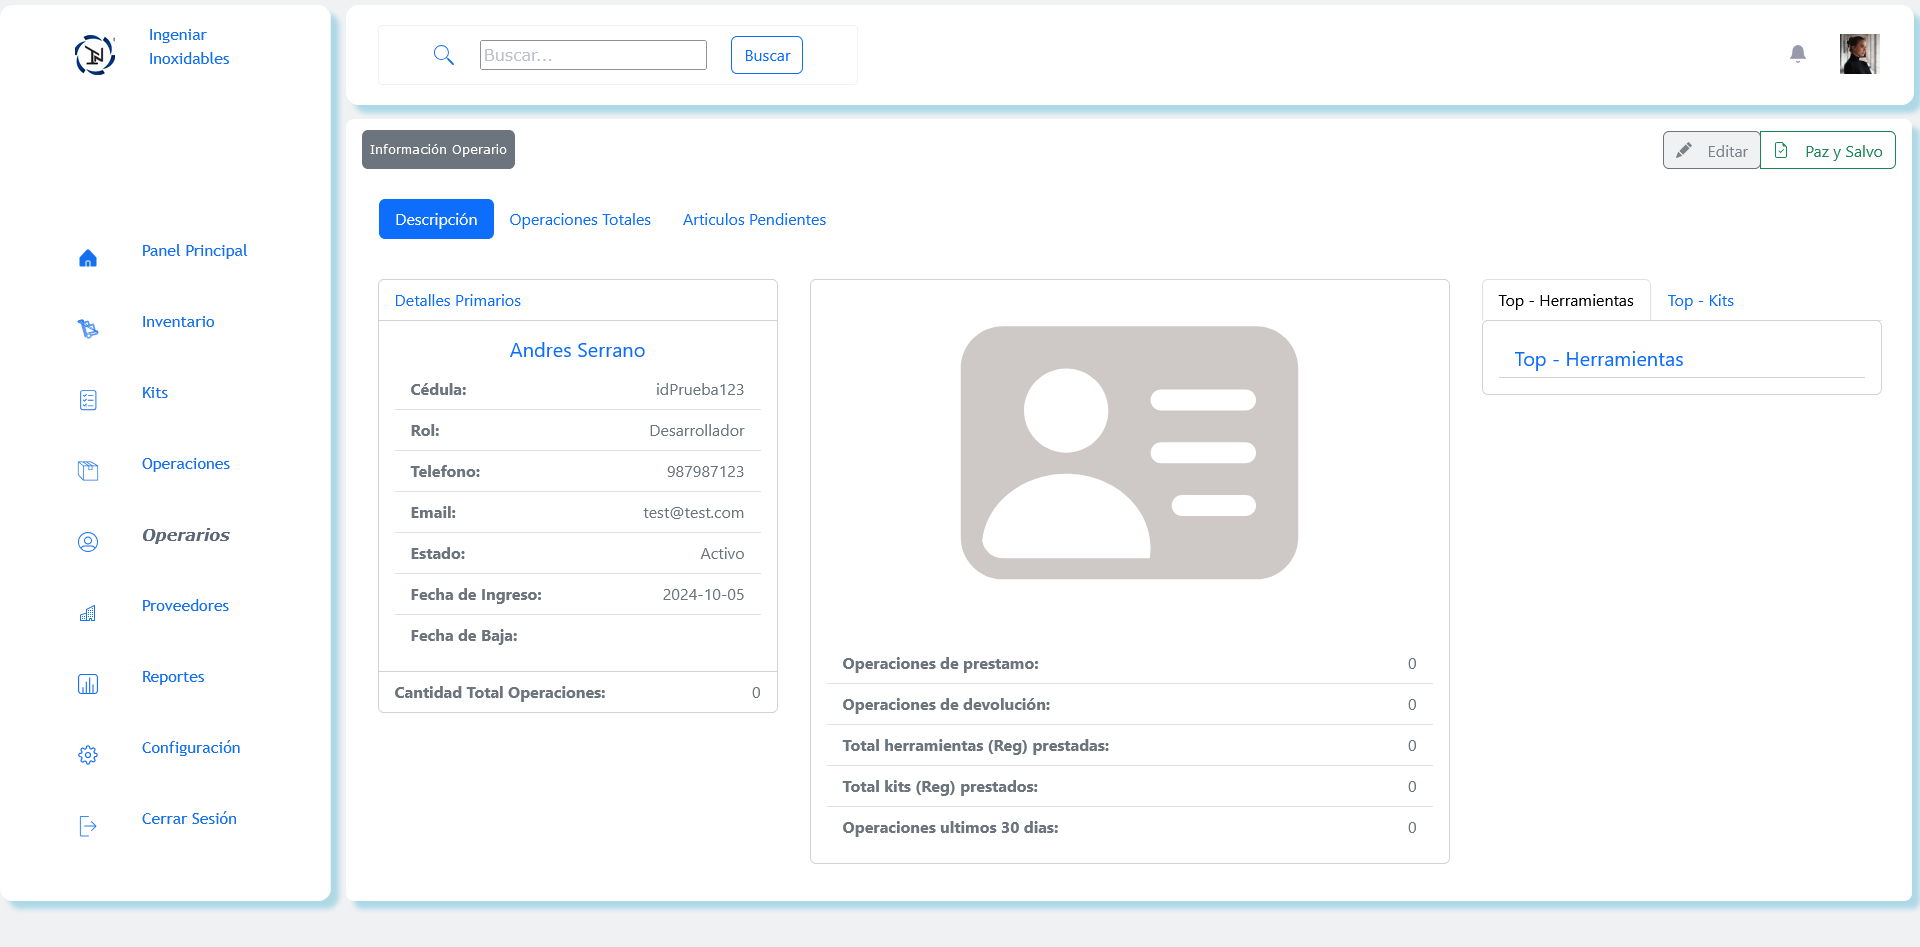 Ingeniar
Inoxidables
Buscar...
Buscar
Información Operario
Editar
Paz y Salvo
Descripción
Operaciones Totales
Articulos Pendientes
Panel Principal
Inventario
Kits
Operaciones
Operarios
Proveedores
Reportes
Configuración
Cerrar Sesión
Detalles Primarios
Andres Serrano
Cédula: idPrueba123
Rol: Desarrollador
Telefono: 987987123
Email: test@test.com
Estado: Activo
Fecha de Ingreso: 2024-10-05
Fecha de Baja:
Cantidad Total Operaciones: 0
Operaciones de prestamo: 0
Operaciones de devolución: 0
Total herramientas (Reg) prestadas: 0
Total kits (Reg) prestados: 0
Operaciones ultimos 30 dias: 0
Top - Herramientas
Top - Kits
Top - Herramientas